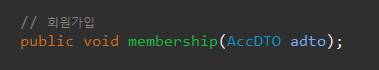 // 회원가입
public void membership(AccDTO adto);